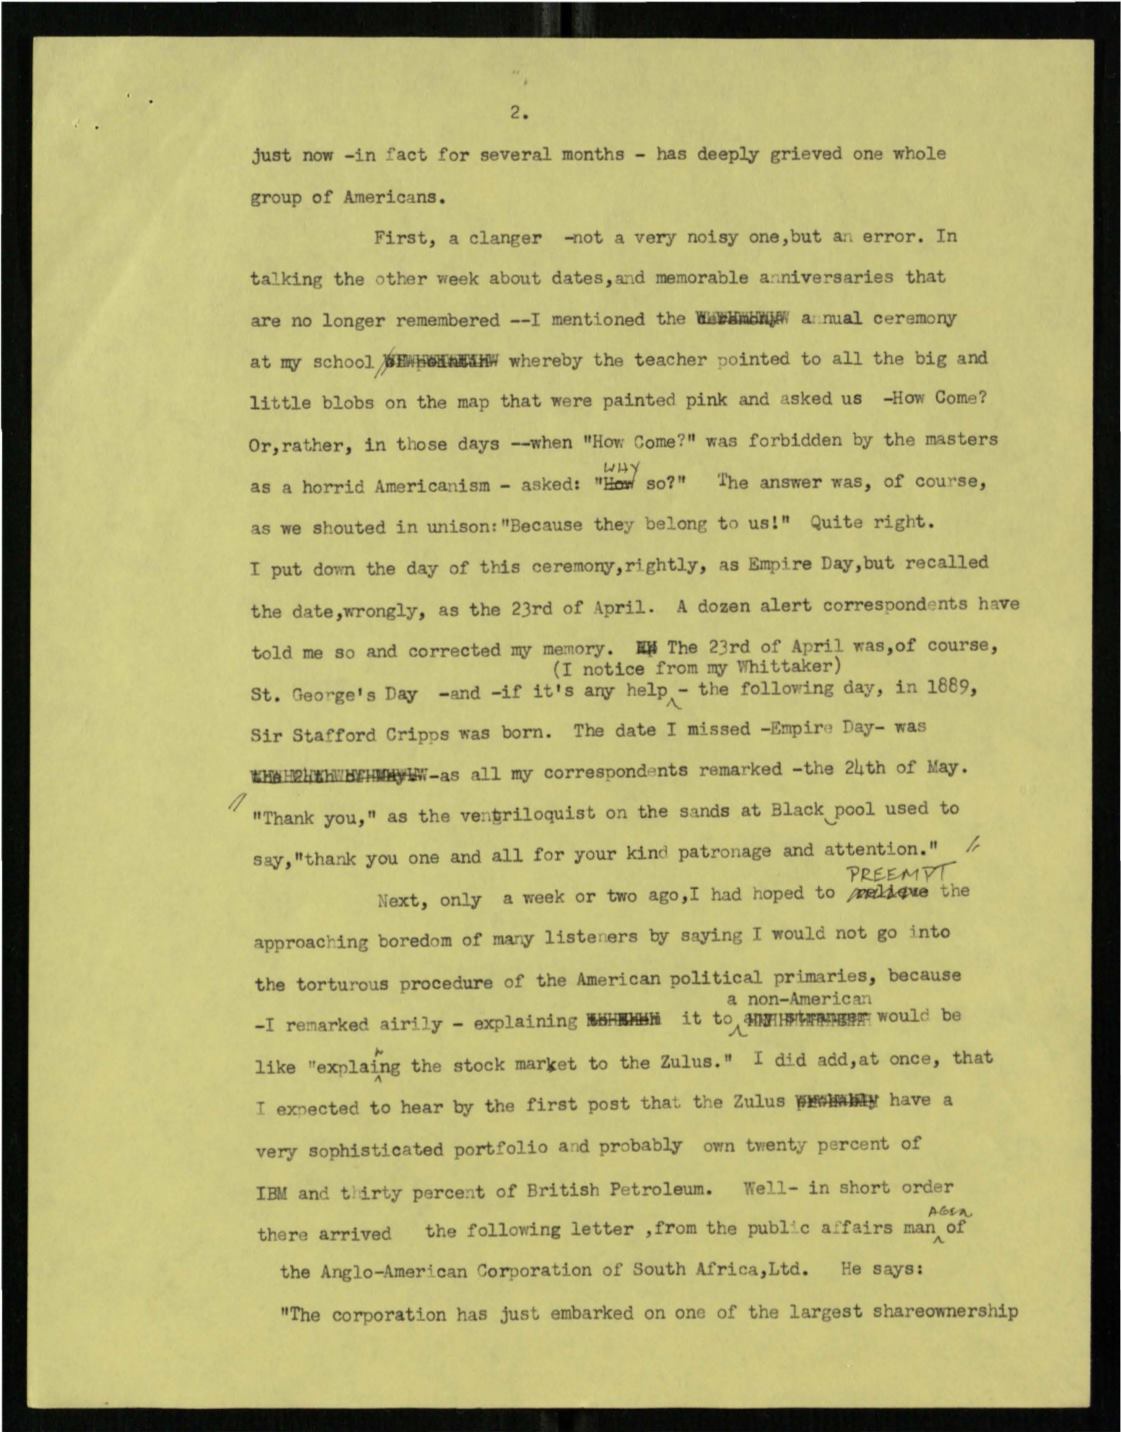 2.
just now -in fact for several months - has deeply grieved one whole
group of Americans.
First, a clanger -not a very noisy one,but an error. In
talking the other week about dates,and memorable anniversaries that
are no longer remembered --I mentioned the annual ceremony
at my school whereby the teacher pointed to all the big and
little blobs on the map that were painted pink and asked us -How Come?
Or,rather, in those days --when "How Come?" was forbidden by the masters
WHY
as a horrid Americanism - asked: "How so?" The answer was, of course,
as we shouted in unison:"Because they belong to us!" Quite right.
I put down the day of this ceremony,rightly, as Empire Day,but recalled
the date,wrongly, as the 23rd of April. A dozen alert correspondents have
told me so and corrected my memory. The 23rd of April was,of course,
(I notice from my Whittaker)
St. George's Day -and -if it's any help - the following day, in 1889,
Sir Stafford Cripps was born. The date I missed -Empire Day- was
the 24th of May -as all my correspondents remarked -the 24th of May.
"Thank you," as the ventriloquist on the sands at Black pool used to
say,"thank you one and all for your kind patronage and attention."
PREEMPT
Next, only a week or two ago,I had hoped to relieve the
approaching boredom of many listeners by saying I would not go into
the torturous procedure of the American political primaries, because
a non-American
-I remarked airily - explaining it to any stranger would be
like "explaing the stock market to the Zulus." I did add,at once, that
I expected to hear by the first post that the Zulus probably have a
very sophisticated portfolio and probably own twenty percent of
IBM and thirty percent of British Petroleum. Well- in short order
there arrived the following letter ,from the public affairs man of
the Anglo-American Corporation of South Africa,Ltd. He says:
"The corporation has just embarked on one of the largest shareownership